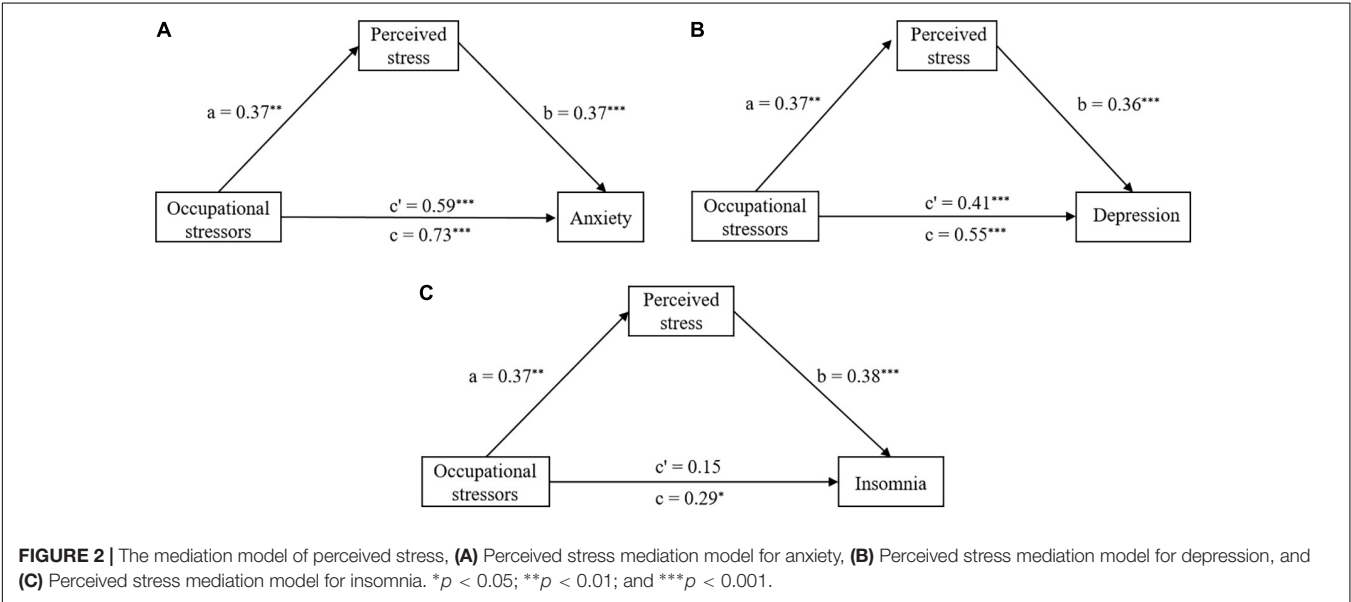 A
Perceived
stress
a = 0.37**
b = 0.37***
Occupational
stressors
c' = 0.59***
c = 0.73***
Anxiety
B
Perceived
stress
a = 0.37**
b = 0.36***
Occupational
stressors
c' = 0.41***
c = 0.55***
Depression
C
Perceived
stress
a = 0.37**
b = 0.38***
Occupational
stressors
c' = 0.15
c = 0.29*
Insomnia
FIGURE 2 | The mediation model of perceived stress, (A) Perceived stress mediation model for anxiety, (B) Perceived stress mediation model for depression, and
(C) Perceived stress mediation model for insomnia. *p < 0.05; **p < 0.01; and ***p < 0.001.